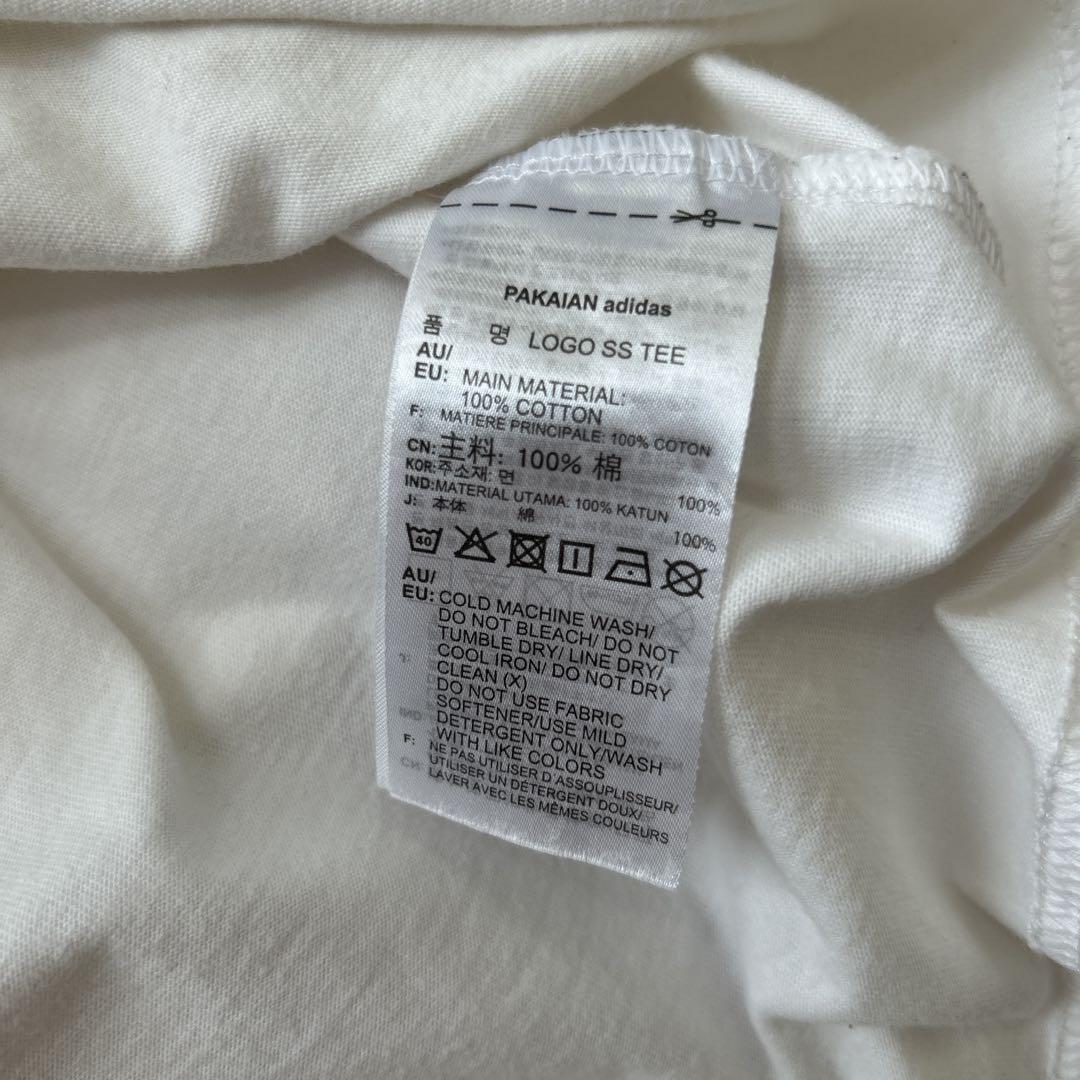 PAKAIAN adidas
품 명 LOGO SS TEE
AU/
EU: MAIN MATERIAL:
100% COTTON
F: MATIERE PRINCIPALE: 100% COTON
CN: 主料: 100% 棉
KOR: 주소재: 면 100%
IND: MATERIAL UTAMA: 100% KATUN
J: 本体 綿 100%
40
AU/
EU: COLD MACHINE WASH/
DO NOT BLEACH/ DO NOT
TUMBLE DRY/ LINE DRY/
COOL IRON/ DO NOT DRY
CLEAN (X)
DO NOT USE FABRIC
SOFTENER/USE MILD
DETERGENT ONLY/WASH
WITH LIKE COLORS
F: NE PAS UTILISER D'ASSOUPLISSEUR/
UTILISER UN DÉTERGENT DOUX/
LAVER AVEC LES MÊMES COULEURS